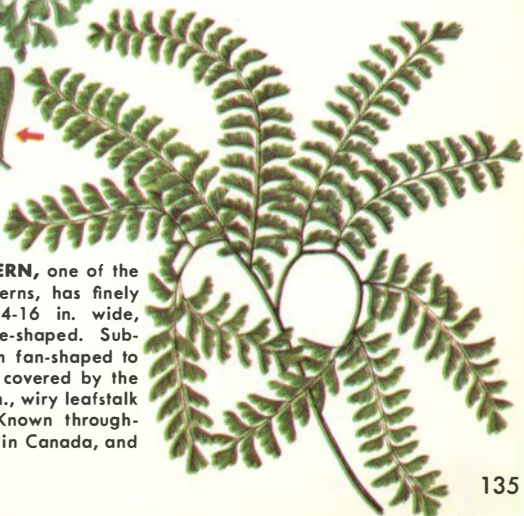 ERN, one of the
erns, has finely
4-16 in. wide,
e-shaped. Sub-
fan-shaped to
covered by the
., wiry leafstalk
Known through-
in Canada, and
135